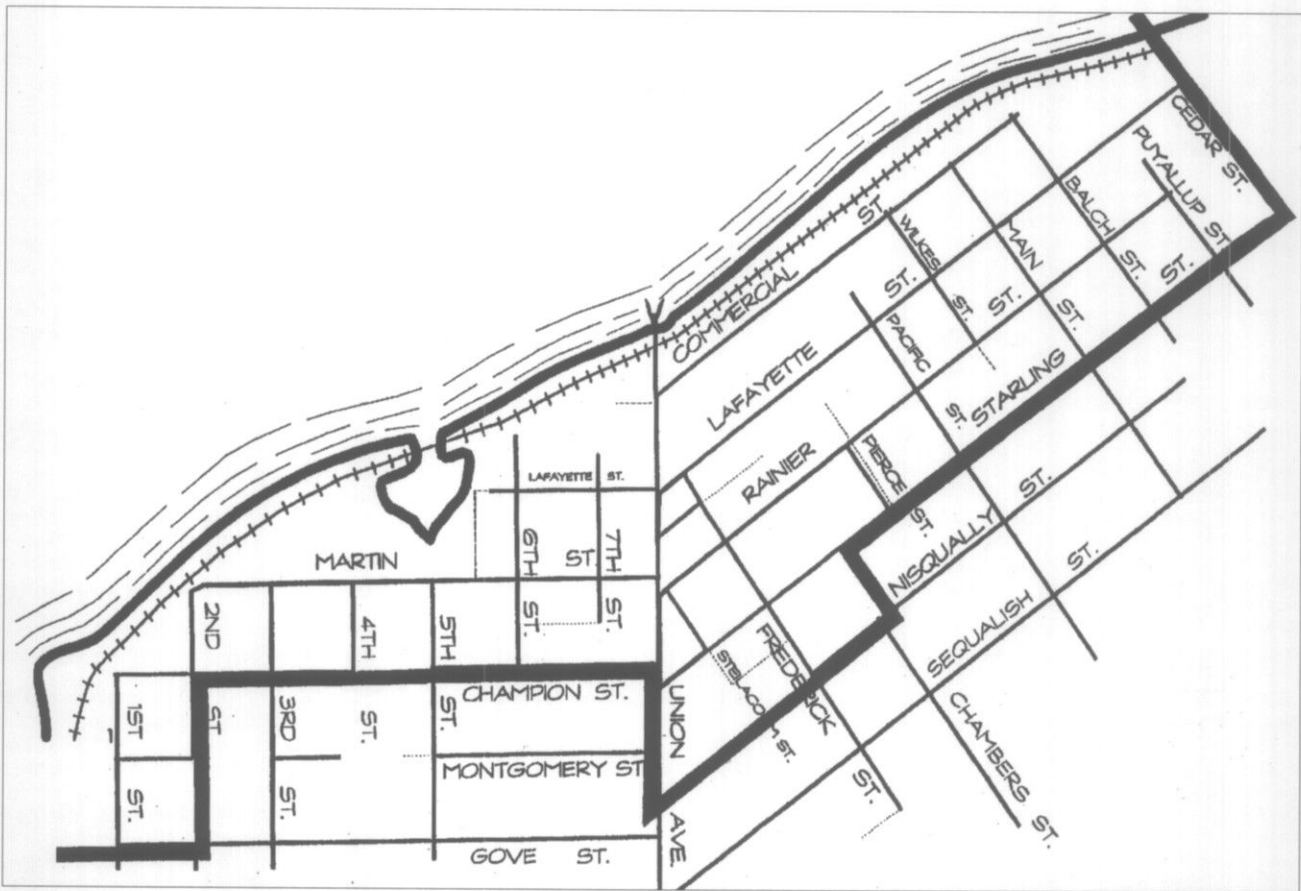 CEDAR ST.
PUYALLUP ST.
BALCH ST.
MAIN ST.
WILKES ST.
PACIFIC ST.
PIERCE ST.
COMMERCIAL ST.
LAFAYETTE ST.
RAINIER ST.
STARLING ST.
NISQUALLY ST.
SEQUALISH ST.
CHAMBERS ST.
FREDERICK ST.
STEILACOOM ST.
UNION AVE.
LAFAYETTE ST.
MARTIN ST.
7TH ST.
6TH ST.
5TH ST.
4TH ST.
3RD ST.
2ND ST
1ST ST.
CHAMPION ST.
MONTGOMERY ST
GOVE ST.